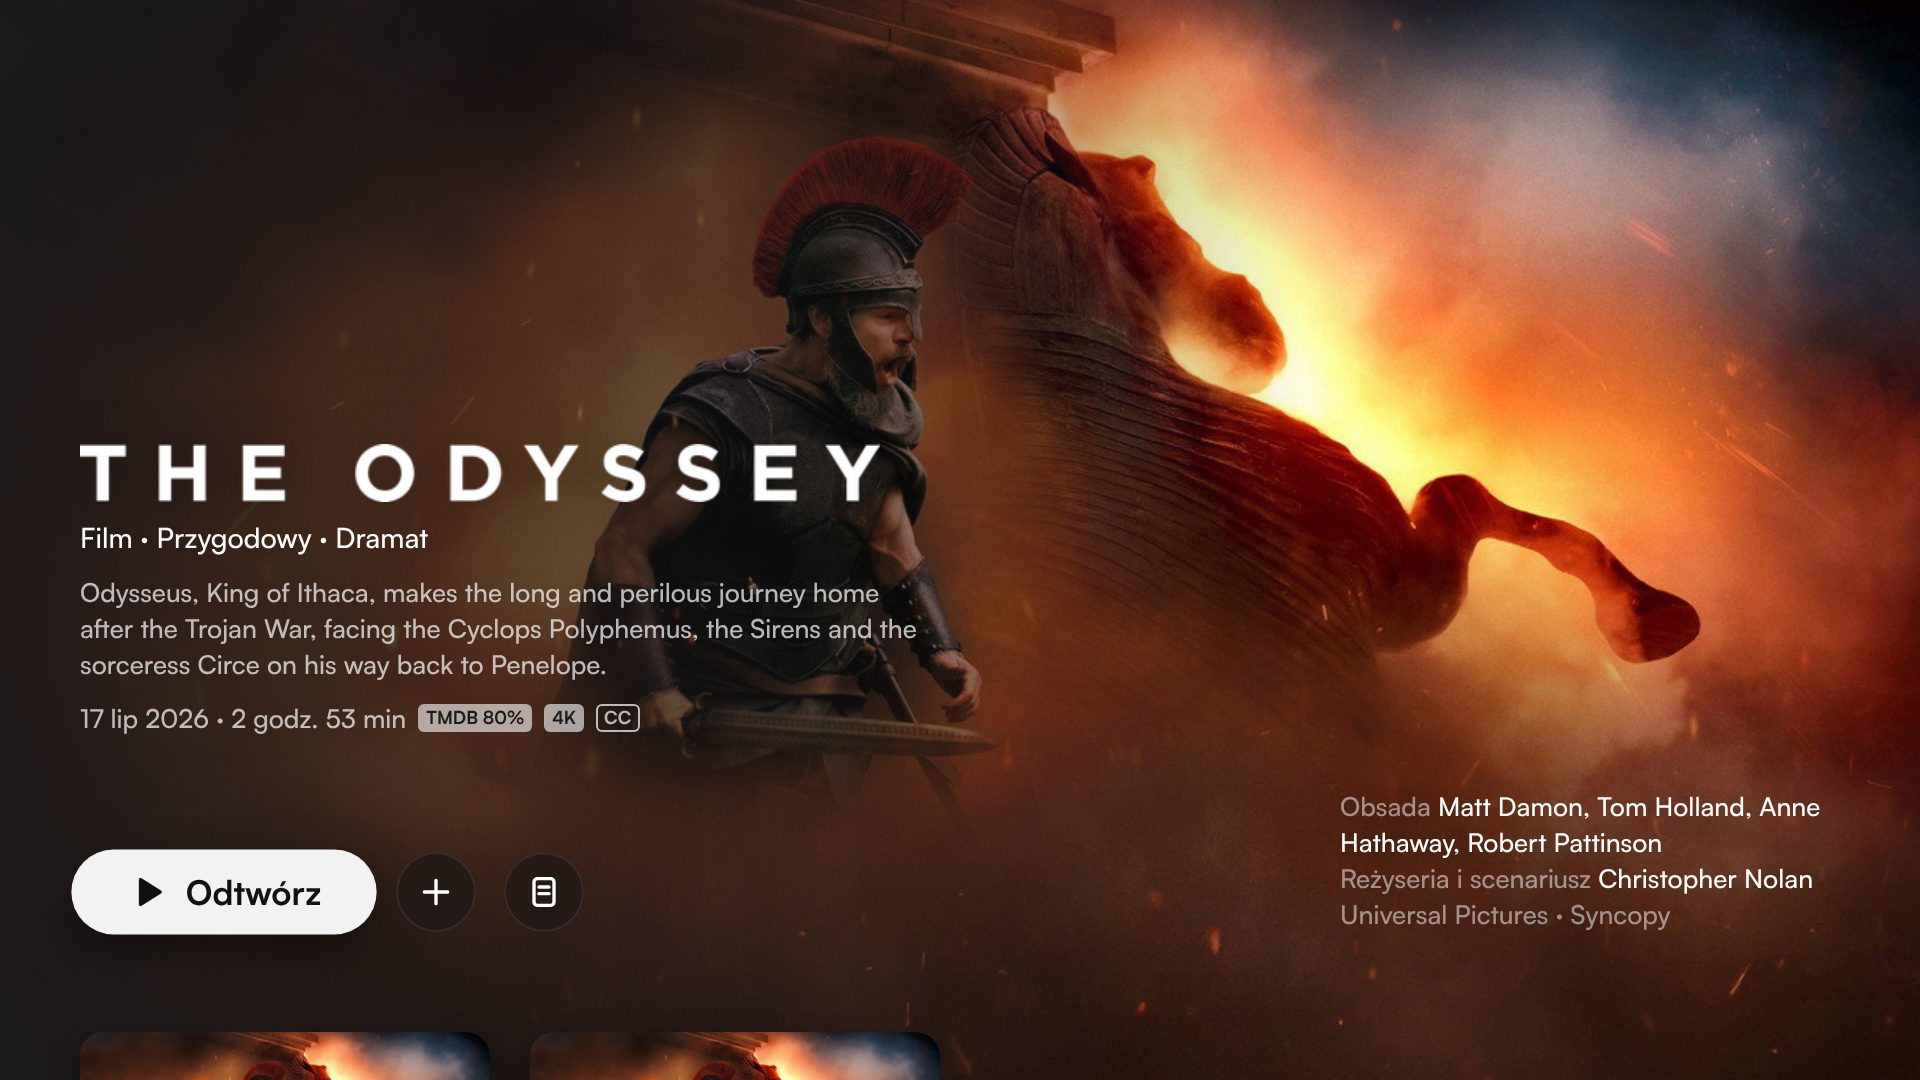 THE ODYSSEY
Film · Przygodowy · Dramat
Odysseus, King of Ithaca, makes the long and perilous journey home
after the Trojan War, facing the Cyclops Polyphemus, the Sirens and the
sorceress Circe on his way back to Penelope.
17 lip 2026 · 2 godz. 53 min TMDB 80% 4K CC
Odtwórz
Obsada Matt Damon, Tom Holland, Anne
Hathaway, Robert Pattinson
Reżyseria i scenariusz Christopher Nolan
Universal Pictures · Syncopy